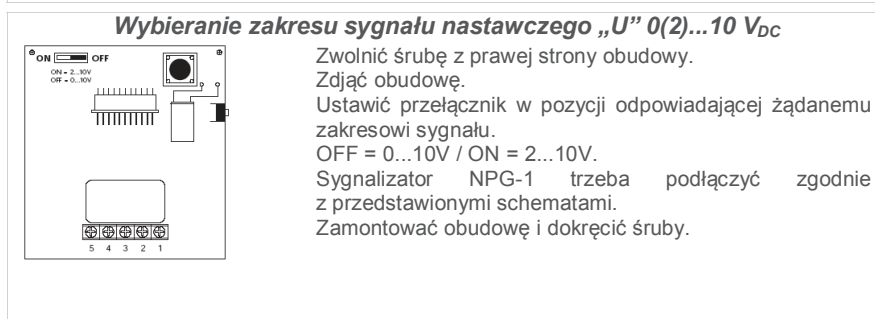 Wybieranie zakresu sygnału nastawczego „U” 0(2)...10 VDC
ON OFF
ON = 2...10V
OFF = 0...10V
5 4 3 2 1
Zwolnić śrubę z prawej strony obudowy.
Zdjąć obudowę.
Ustawić przełącznik w pozycji odpowiadającej żądanemu
zakresowi sygnału.
OFF = 0...10V / ON = 2...10V.
Sygnalizator NPG-1 trzeba podłączyć zgodnie
z przedstawionymi schematami.
Zamontować obudowę i dokręcić śruby.